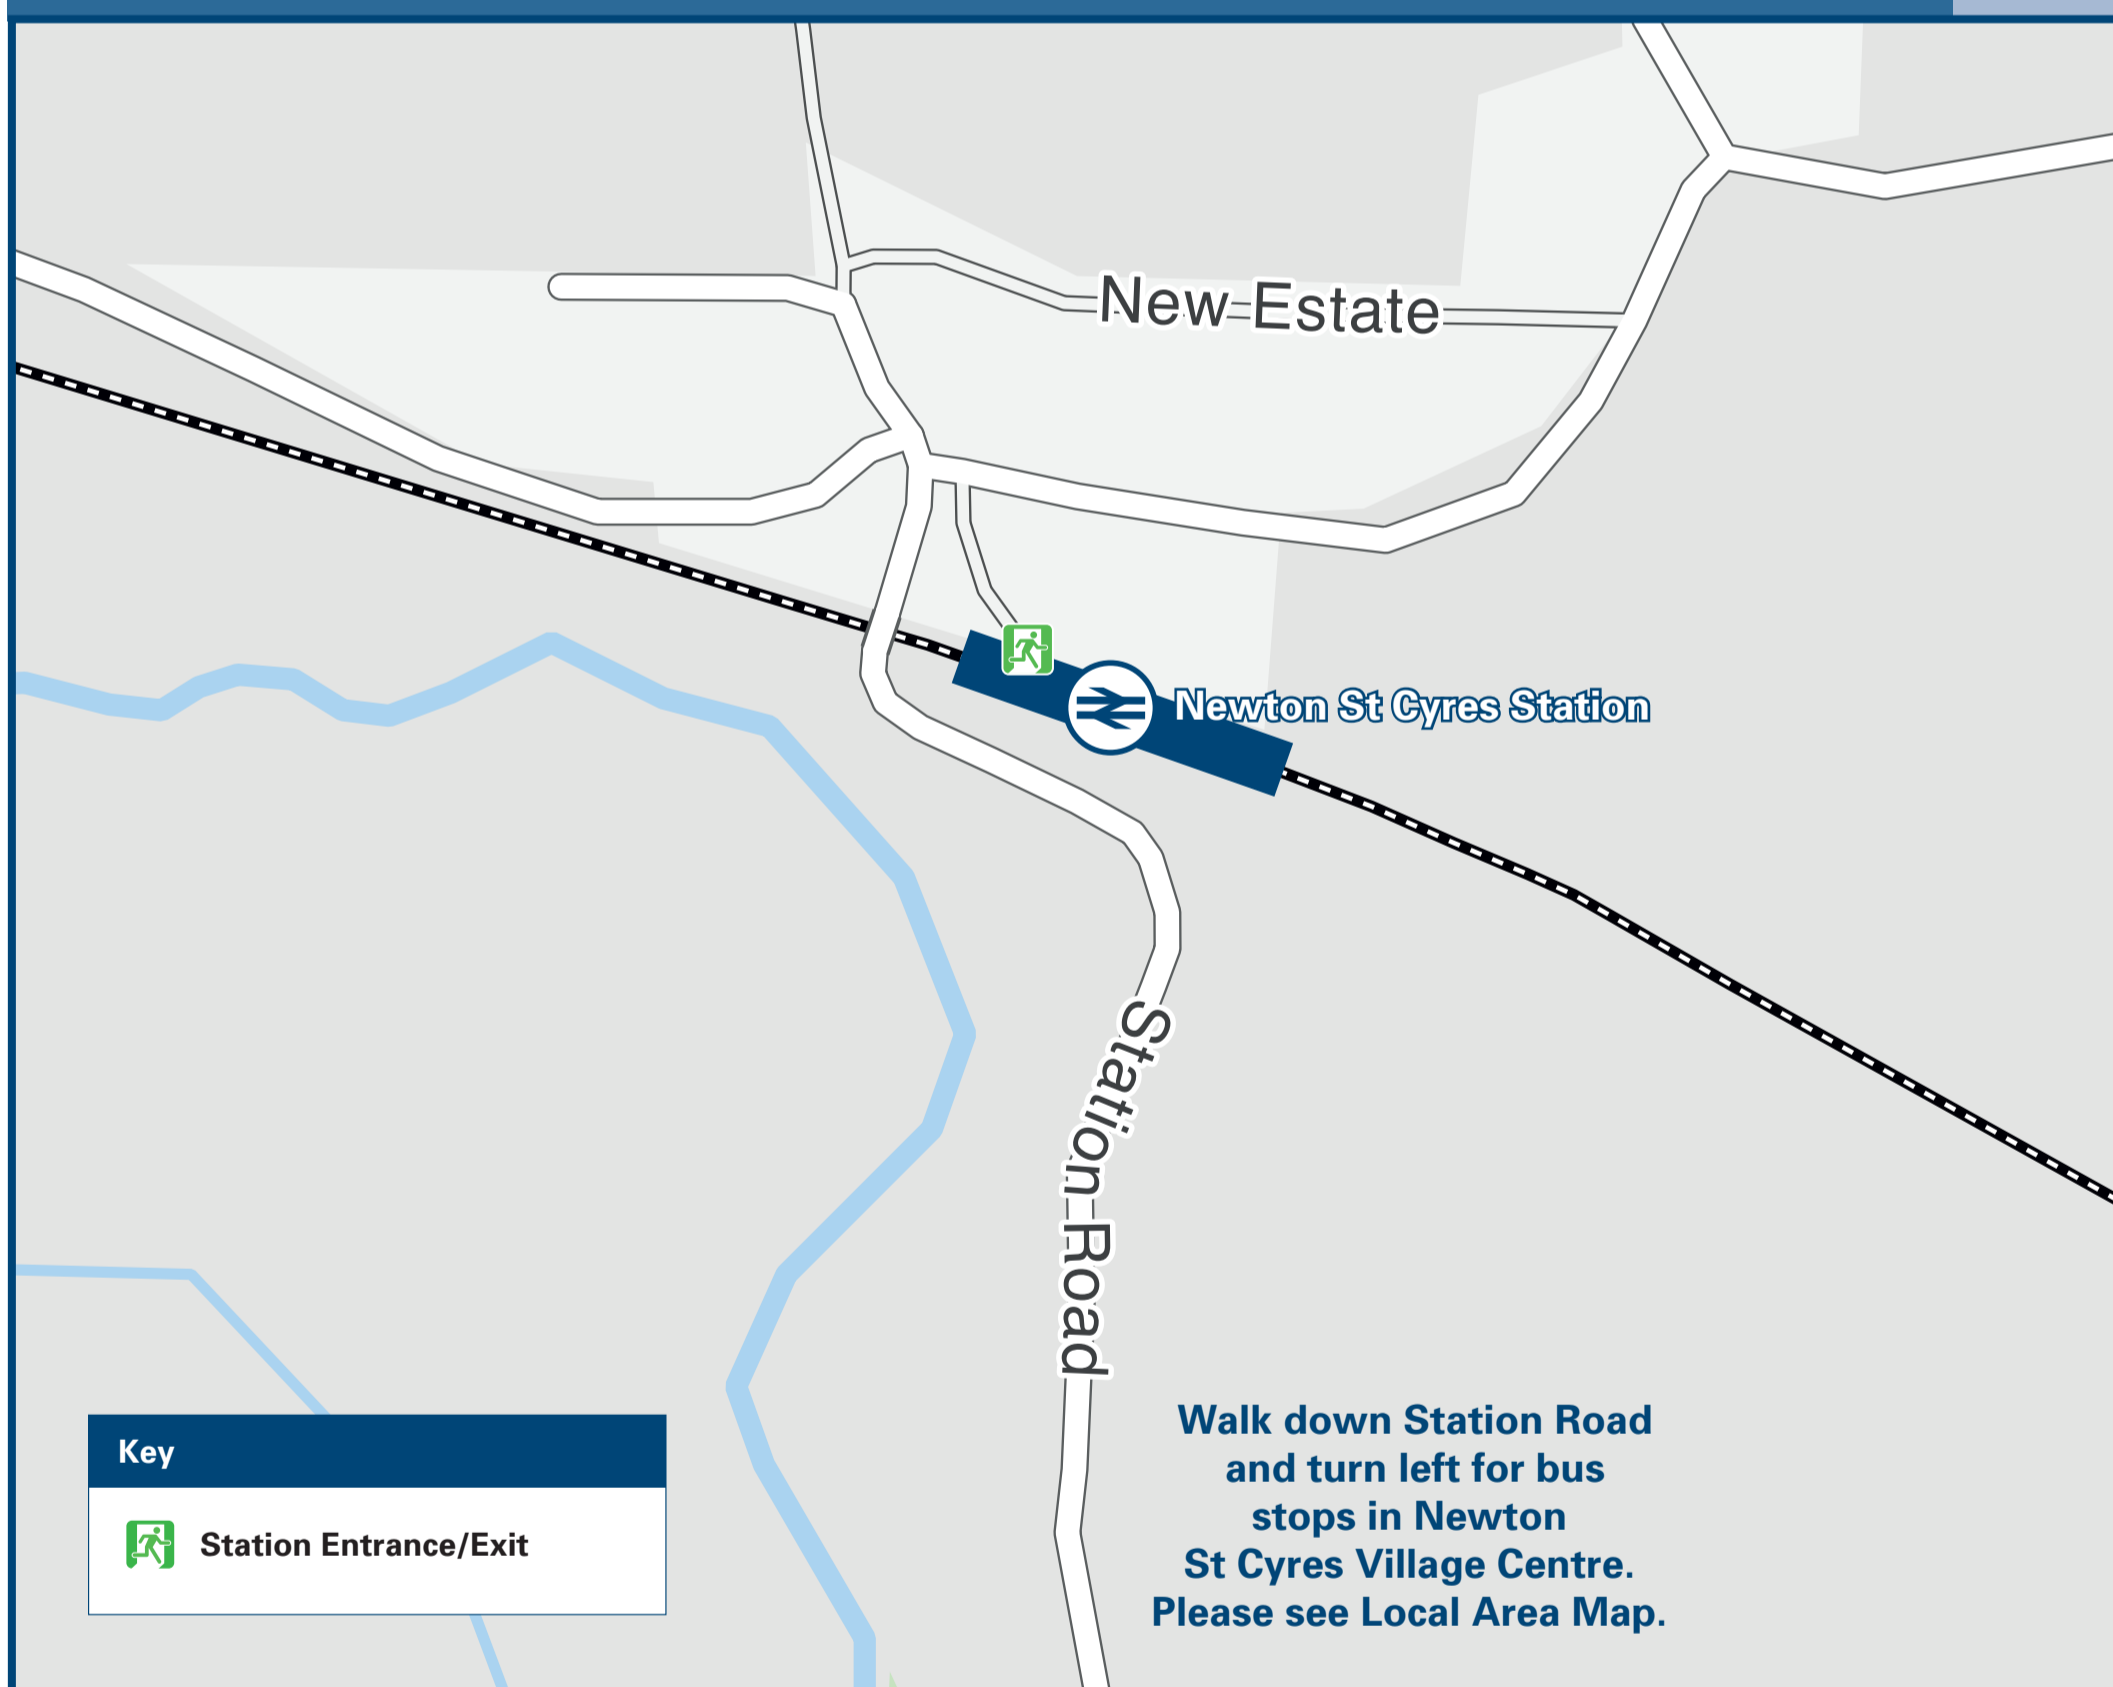 New Estate
Newton St Cyres Station
Station Road
Walk down Station Road
and turn left for bus
stops in Newton
St Cyres Village Centre.
Please see Local Area Map.
Key
Station Entrance/Exit